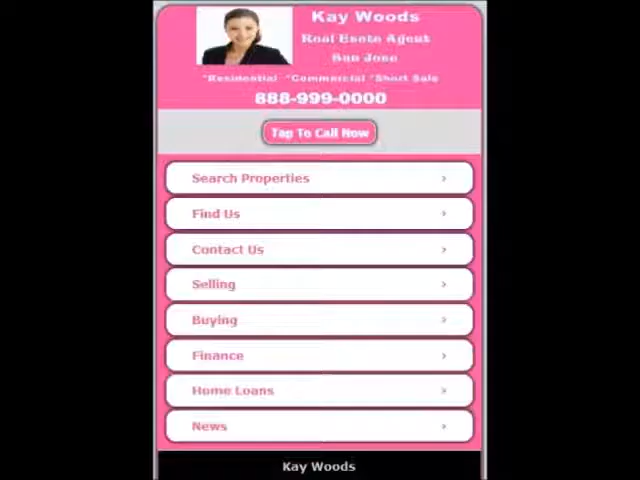 Kay Woods
Real Esate Agent
San Jose
*Residential *Commercial *Short Sale
888-999-0000
Tap To Call Now
Search Properties
Find Us
Contact Us
Selling
Buying
Finance
Home Loans
News
Kay Woods